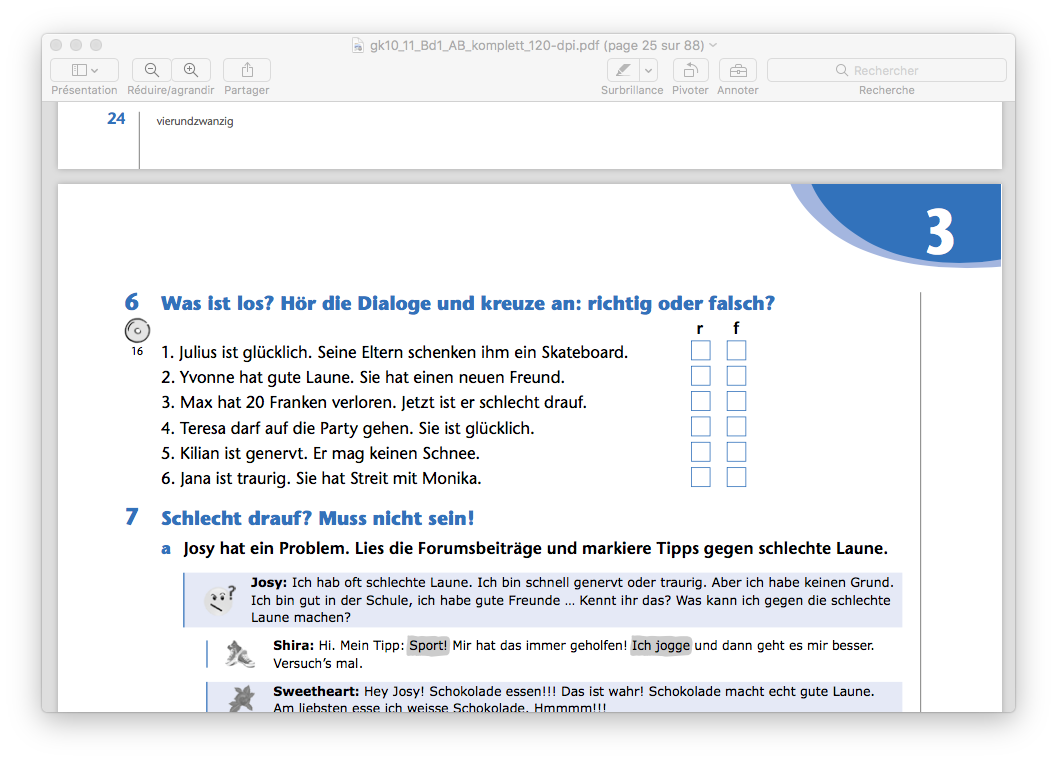 gk10_11_Bd1_AB_komplett_120-dpi.pdf (page 25 sur 88)
Présentation Réduire/agrandir Partager Surbrillance Pivoter Annoter Rechercher Recherche
24 vierundzwanzig
3
6 Was ist los? Hör die Dialoge und kreuze an: richtig oder falsch?
r f
16
1. Julius ist glücklich. Seine Eltern schenken ihm ein Skateboard.
2. Yvonne hat gute Laune. Sie hat einen neuen Freund.
3. Max hat 20 Franken verloren. Jetzt ist er schlecht drauf.
4. Teresa darf auf die Party gehen. Sie ist glücklich.
5. Kilian ist genervt. Er mag keinen Schnee.
6. Jana ist traurig. Sie hat Streit mit Monika.
7 Schlecht drauf? Muss nicht sein!
a Josy hat ein Problem. Lies die Forumsbeiträge und markiere Tipps gegen schlechte Laune.
Josy: Ich hab oft schlechte Laune. Ich bin schnell genervt oder traurig. Aber ich habe keinen Grund.
Ich bin gut in der Schule, ich habe gute Freunde … Kennt ihr das? Was kann ich gegen die schlechte
Laune machen?
Shira: Hi. Mein Tipp: Sport! Mir hat das immer geholfen! Ich jogge und dann geht es mir besser.
Versuch's mal.
Sweetheart: Hey Josy! Schokolade essen!!! Das ist wahr! Schokolade macht echt gute Laune.
Am liebsten esse ich weisse Schokolade. Hmmmm!!!